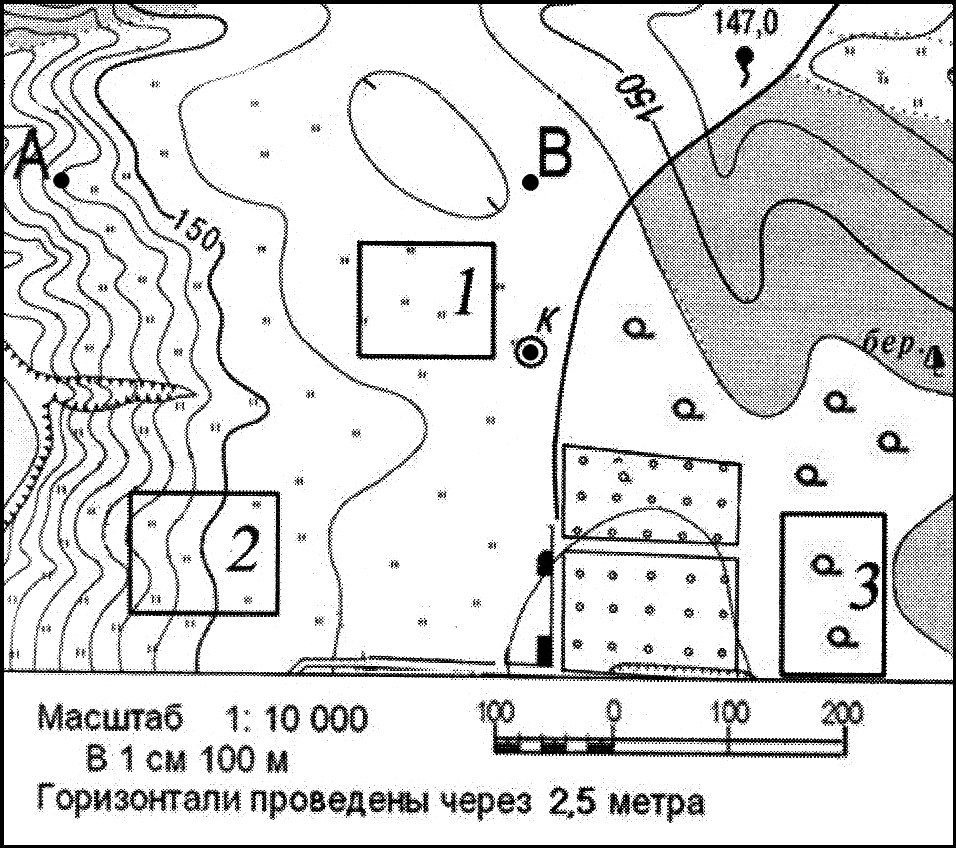 147,0
150
А
В
150
1
К
бер.
2
3
Масштаб 1: 10 000
В 1 см 100 м
100 0 100 200
Горизонтали проведены через 2,5 метра